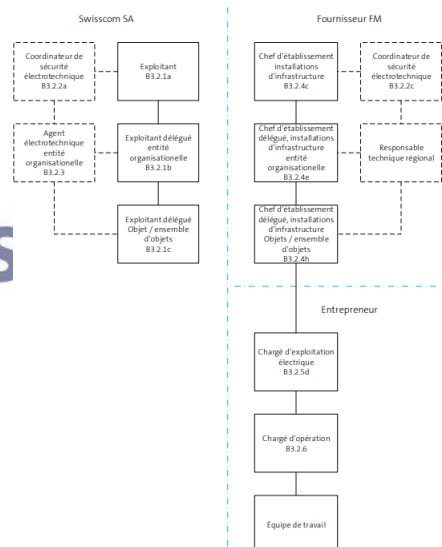 Swisscom SA
Fournisseur FM
Coordinateur de
sécurité
électrotechnique
B3.2.2a
Exploitant
B3.2.1a
Chef d'établissement
installations
d'infrastructure
B3.2.4c
Coordinateur de
sécurité
électrotechnique
B3.2.2c
Agent
électrotechnique
entité
organisationelle
B3.2.3
Exploitant délégué
entité
organisationelle
B3.2.1b
Chef d'établissement
délégué, installations
d'infrastructure
entité
organisationelle
B3.2.4e
Responsable
technique régional
Exploitant délégué
Objet / ensemble
d'objets
B3.2.1c
Chef d'établissement
délégué, installations
d'infrastructure
Objets / ensemble
d'objets
B3.2.4h
Entrepreneur
Chargé d'exploitation
électrique
B3.2.5d
Chargé d'opération
B3.2.6
Équipe de travail